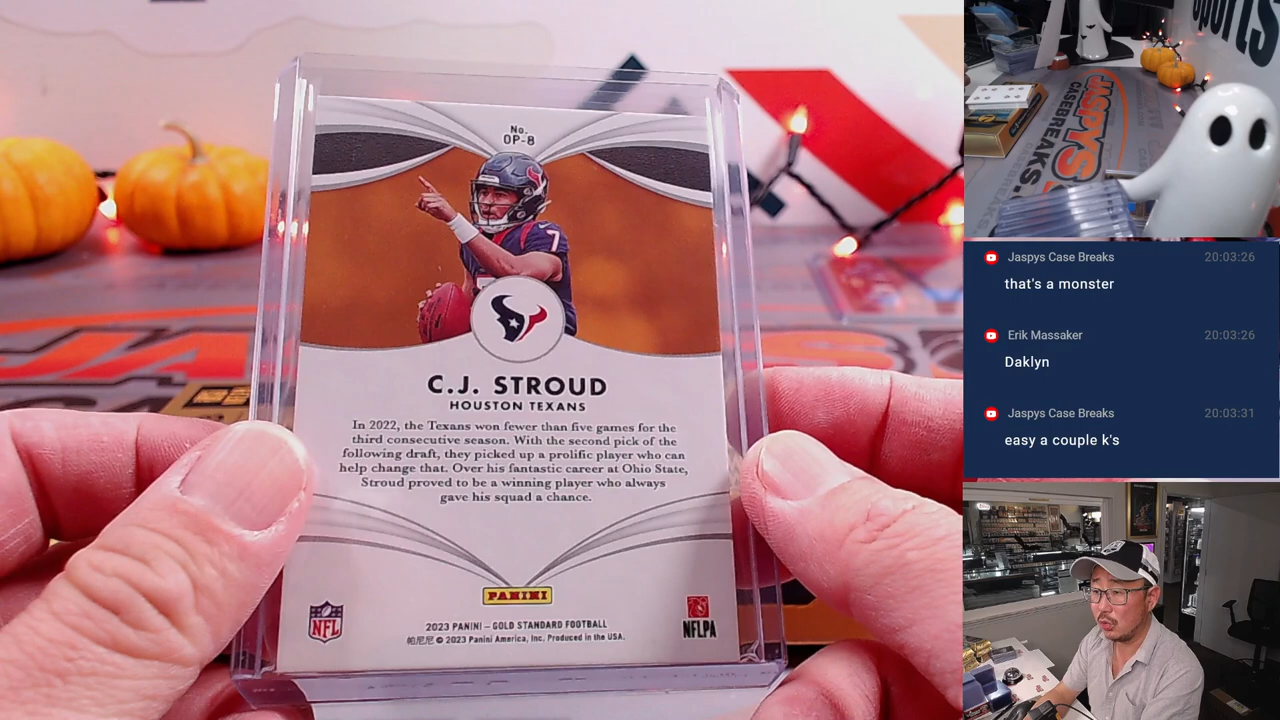 No.
OP-8
7
C.J. STROUD
HOUSTON TEXANS
In 2022, the Texans won fewer than five games for the
third consecutive season. With the second pick of the
following draft, they picked up a prolific player who can
help change that. Over his fantastic career at Ohio State,
Stroud proved to be a winning player who always
gave his squad a chance.
PANINI
NFL
2023 PANINI – GOLD STANDARD FOOTBALL
帕尼尼 © 2023 Panini America, Inc. Produced in the USA.
NFLPA
sports
JASPYS
CASEBREAKS.
Jaspys Case Breaks 20:03:26
that's a monster
Erik Massaker 20:03:26
Daklyn
Jaspys Case Breaks 20:03:31
easy a couple k's